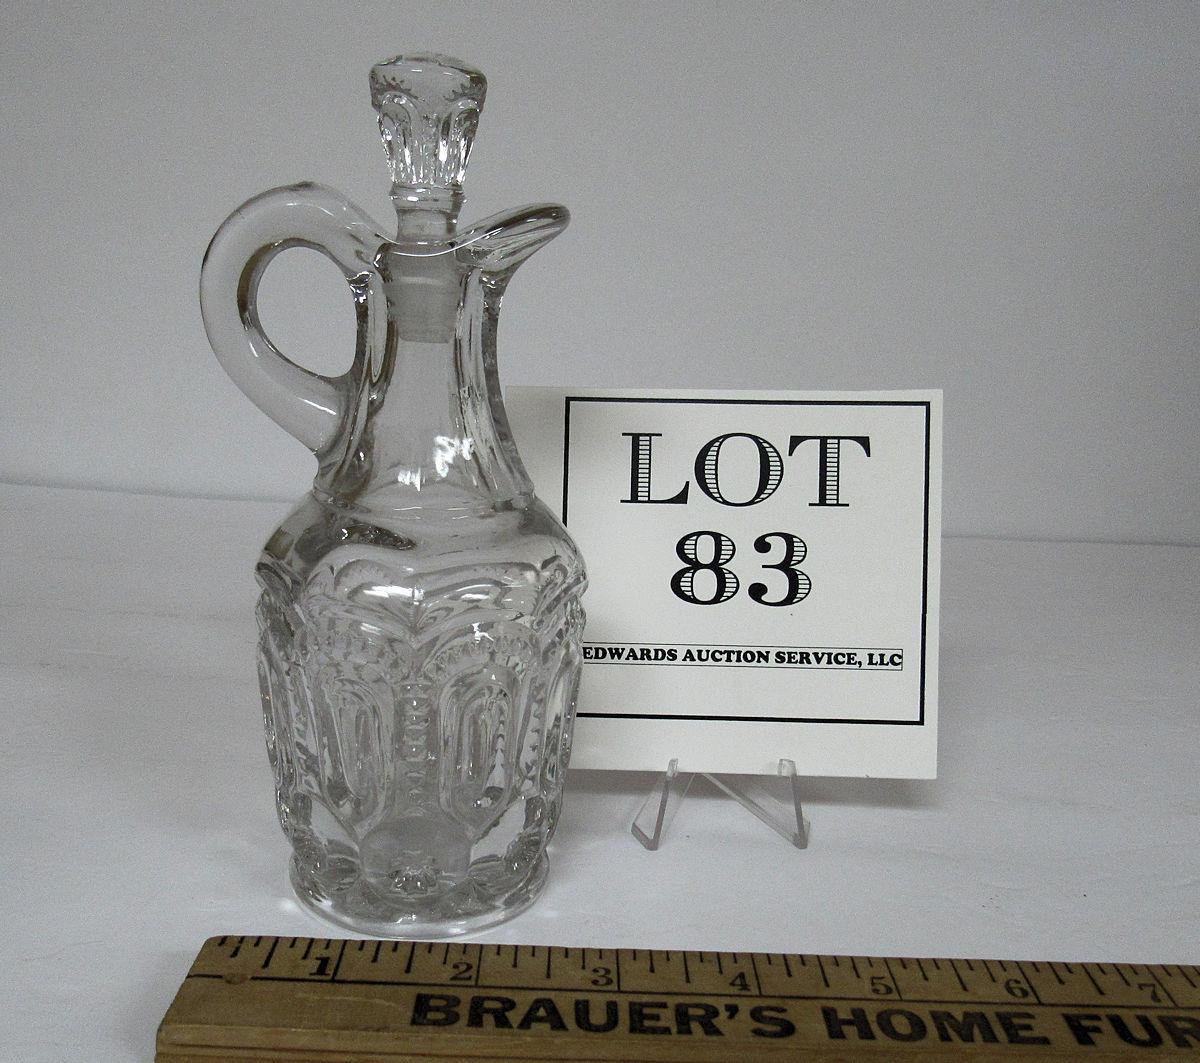 LOT
83
EDWARDS AUCTION SERVICE, LLC
1 2 3 4 5 6 7
BRAUER'S HOME FUR